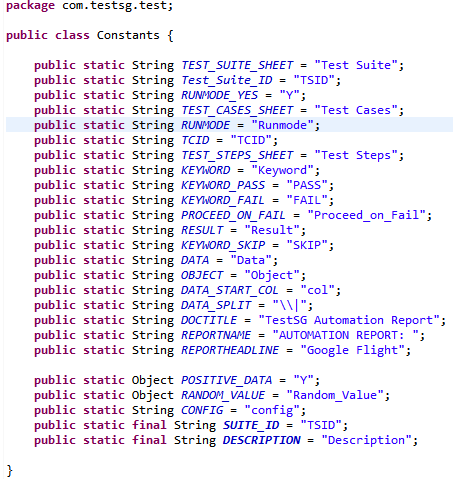 package com.testsg.test;
public class Constants {
public static String TEST_SUITE_SHEET = "Test Suite";
public static String Test_Suite_ID = "TSID";
public static String RUNMODE_YES = "Y";
public static String TEST_CASES_SHEET = "Test Cases";
public static String RUNMODE = "Runmode";
public static String TCID = "TCID";
public static String TEST_STEPS_SHEET = "Test Steps";
public static String KEYWORD = "Keyword";
public static String KEYWORD_PASS = "PASS";
public static String KEYWORD_FAIL = "FAIL";
public static String PROCEED_ON_FAIL = "Proceed_on_Fail";
public static String RESULT = "Result";
public static String KEYWORD_SKIP = "SKIP";
public static String DATA = "Data";
public static String OBJECT = "Object";
public static String DATA_START_COL = "col";
public static String DATA_SPLIT = "\\|";
public static String DOCTITLE = "TestSG Automation Report";
public static String REPORTNAME = "AUTOMATION REPORT: ";
public static String REPORTHEADLINE = "Google Flight";
public static Object POSITIVE_DATA = "Y";
public static Object RANDOM_VALUE = "Random_Value";
public static String CONFIG = "config";
public static final String SUITE_ID = "TSID";
public static final String DESCRIPTION = "Description";
}